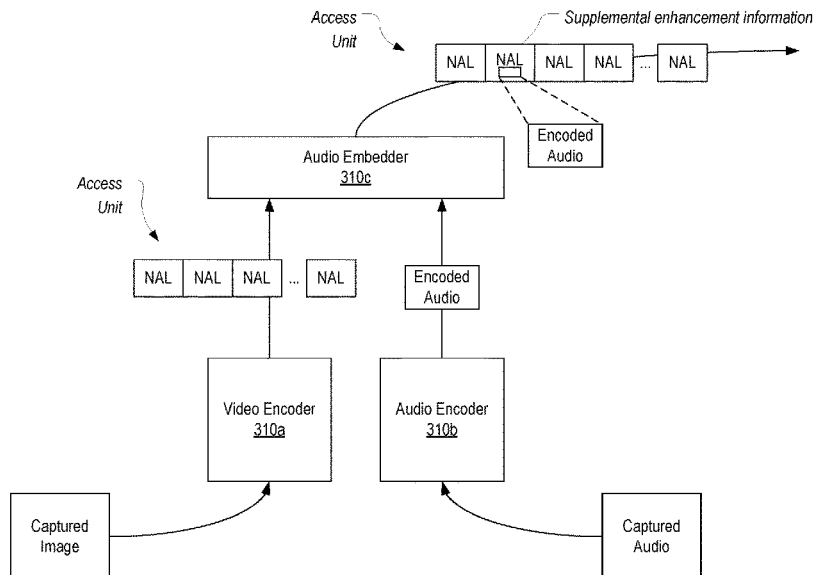 Access
Unit
Supplemental enhancement information
NAL NAL NAL NAL ... NAL
Encoded
Audio
Audio Embedder
310c
Access
Unit
NAL NAL NAL ... NAL
Encoded
Audio
Video Encoder
310a
Audio Encoder
310b
Captured
Image
Captured
Audio